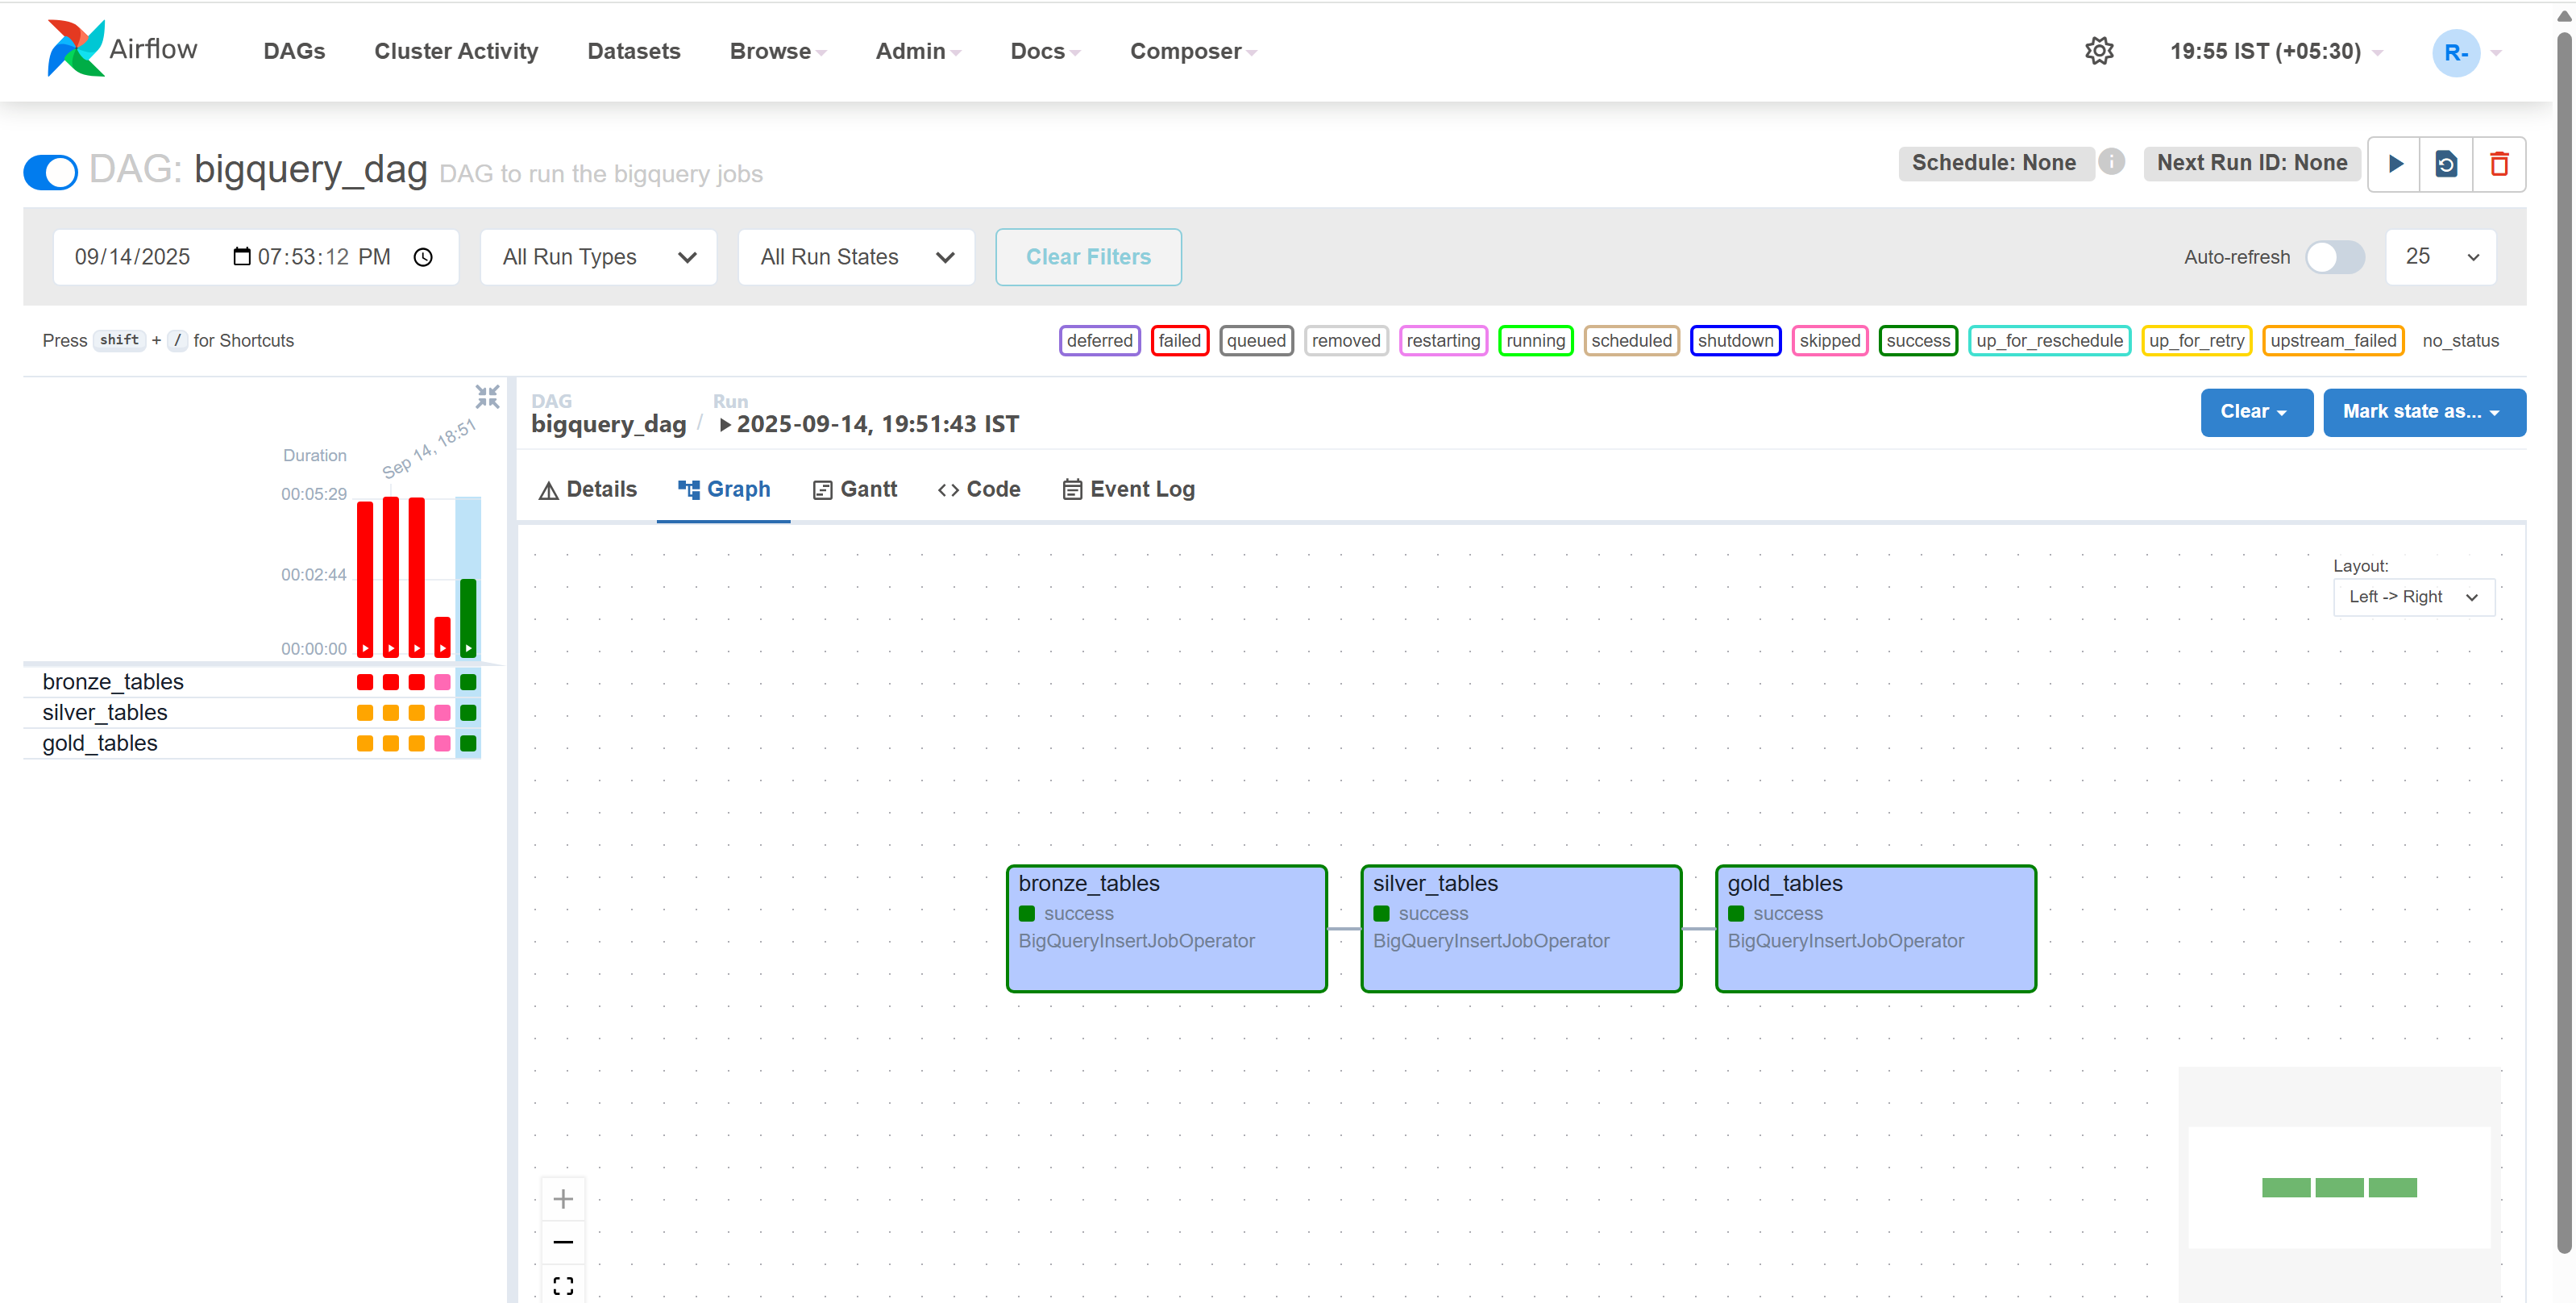 Airflow DAGs Cluster Activity Datasets Browse Admin Docs Composer 19:55 IST (+05:30) R-
DAG: bigquery_dag DAG to run the bigquery jobs Schedule: None i Next Run ID: None
09/14/2025 07:53:12 PM All Run Types All Run States Clear Filters Auto-refresh 25
Press shift + / for Shortcuts deferred failed queued removed restarting running scheduled shutdown skipped success up_for_reschedule up_for_retry upstream_failed no_status
DAG Run
bigquery_dag / 2025-09-14, 19:51:43 IST Clear Mark state as...
Sep 14, 18:51
Duration
00:05:29
00:02:44
00:00:00
bronze_tables
silver_tables
gold_tables
Details Graph Gantt Code Event Log
Layout:
Left -> Right
bronze_tables
success
BigQueryInsertJobOperator
silver_tables
success
BigQueryInsertJobOperator
gold_tables
success
BigQueryInsertJobOperator